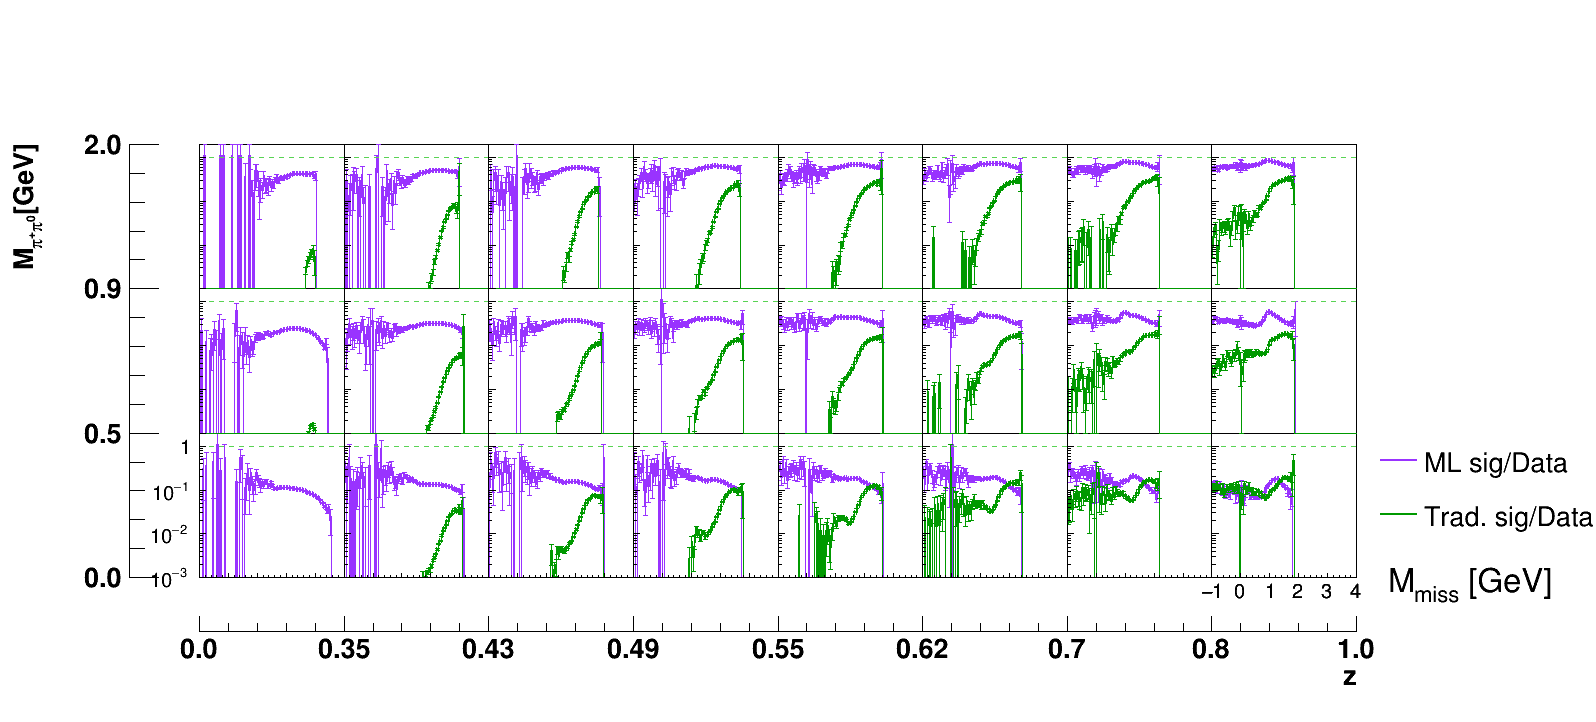 M_{π⁺π⁰}[GeV]
2.0
0.9
0.5
0.0
1
10⁻¹
10⁻²
10⁻³
ML sig/Data
Trad. sig/Data
−1 0 1 2 3 4
M_{miss} [GeV]
0.0 0.35 0.43 0.49 0.55 0.62 0.7 0.8 1.0
z